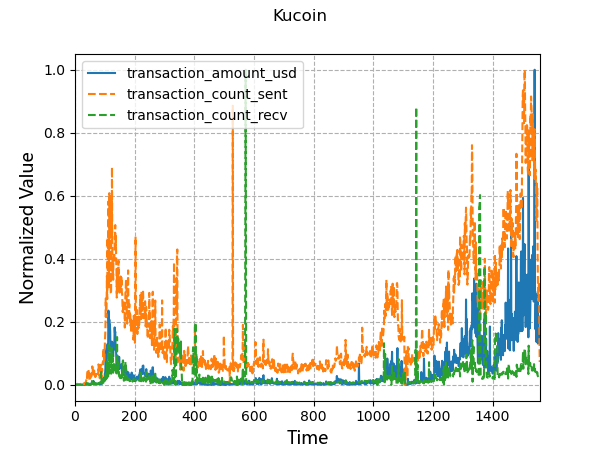 Kucoin
transaction_amount_usd
transaction_count_sent
transaction_count_recv
Normalized Value
1.0
0.8
0.6
0.4
0.2
0.0
0 200 400 600 800 1000 1200 1400
Time